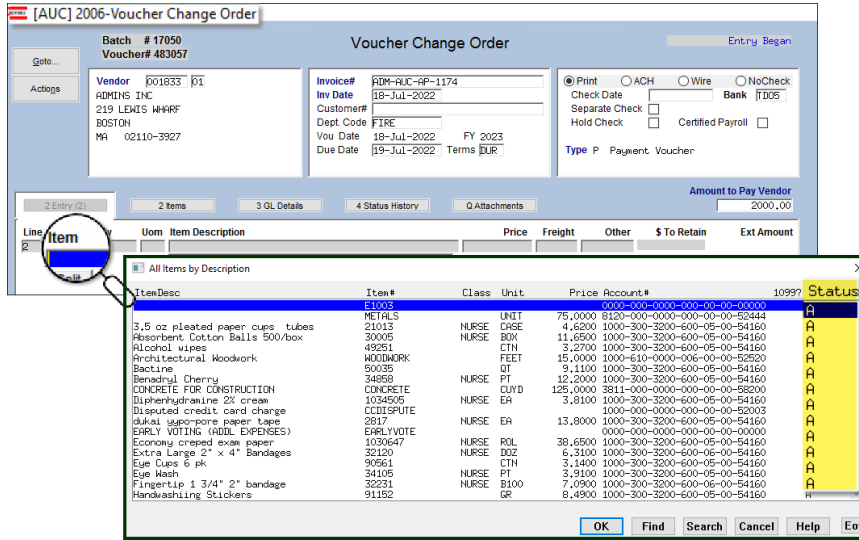 [AUC] 2006-Voucher Change Order
Goto...
Actions
Batch # 17050
Voucher# 483057
Voucher Change Order
Entry Began
Vendor 001833 01
ADMINS INC
219 LEWIS WHARF
BOSTON
MA 02110-3927
Invoice# ADM-AUC-AP-1174
Inv Date 18-Jul-2022
Customer#
Dept. Code FIRE
Vou Date 18-Jul-2022 FY 2023
Due Date 19-Jul-2022 Terms DUR
Print ACH Wire NoCheck
Check Date Bank TD05
Separate Check
Hold Check Certified Payroll
Type P Payment Voucher
Amount to Pay Vendor
2000.00
2 Entry (2) 2 Items 3 GL Details 4 Status History Q Attachments
Line Item Uom Item Description Price Freight Other $ To Retain Ext Amount
2
Split
All Items by Description
ItemDesc Item# Class Unit Price Account# 1099? Status
E1003 0000-000-0000-000-00-00-00000 A
METALS UNIT 75.0000 8120-000-0000-000-00-00-52444 A
3.5 oz pleated paper cups tubes 21013 NURSE CASE 4.6200 1000-300-3200-600-05-00-54160 A
Absorbent Cotton Balls 500/box 30005 NURSE BOX 11.6500 1000-300-3200-600-05-00-54160 A
Alcohol wipes 49251 CTN 3.2700 1000-300-3200-600-05-00-54160 A
Architectural Woodwork WOODWORK FEET 15.0000 1000-610-0000-006-00-00-52520 A
Bactine 50035 QT 9.1100 1000-300-3200-600-05-00-54160 A
Benadryl Cherry 34858 NURSE PT 12.2000 1000-300-3200-600-05-00-54160 A
CONCRETE FOR CONSTRUCTION CONCRETE CUYD 125.0000 3811-000-0000-000-00-00-58200 A
Diphenhydramine 2% cream 1034505 NURSE EA 3.8100 1000-300-3200-600-05-00-54160 A
Disputed credit card charge CCDISPUTE 1000-000-0000-000-00-00-52003 A
dukai gypo-pore paper tape 2817 NURSE EA 13.8000 1000-300-3200-600-05-00-54160 A
EARLY VOTING (ADDL EXPENSES) EARLYVOTE 0000-000-0000-000-00-00-00000 A
Economy creped exam paper 1030647 NURSE ROL 38.6500 1000-300-3200-600-05-00-54160 A
Extra Large 2" x 4" Bandages 32120 NURSE DOZ 6.3100 1000-300-3200-600-06-00-54160 A
Eye Cups 6 pk 90561 CTN 3.1400 1000-300-3200-600-05-00-54160 A
Eye Wash 34105 NURSE PT 3.9100 1000-300-3200-600-05-00-54160 A
Fingertip 1 3/4" 2" bandage 32231 NURSE B100 7.0900 1000-300-3200-600-06-00-54160 A
Handwashiing Stickers 91152 GR 8.4900 1000-300-3200-600-05-00-54160
OK Find Search Cancel Help